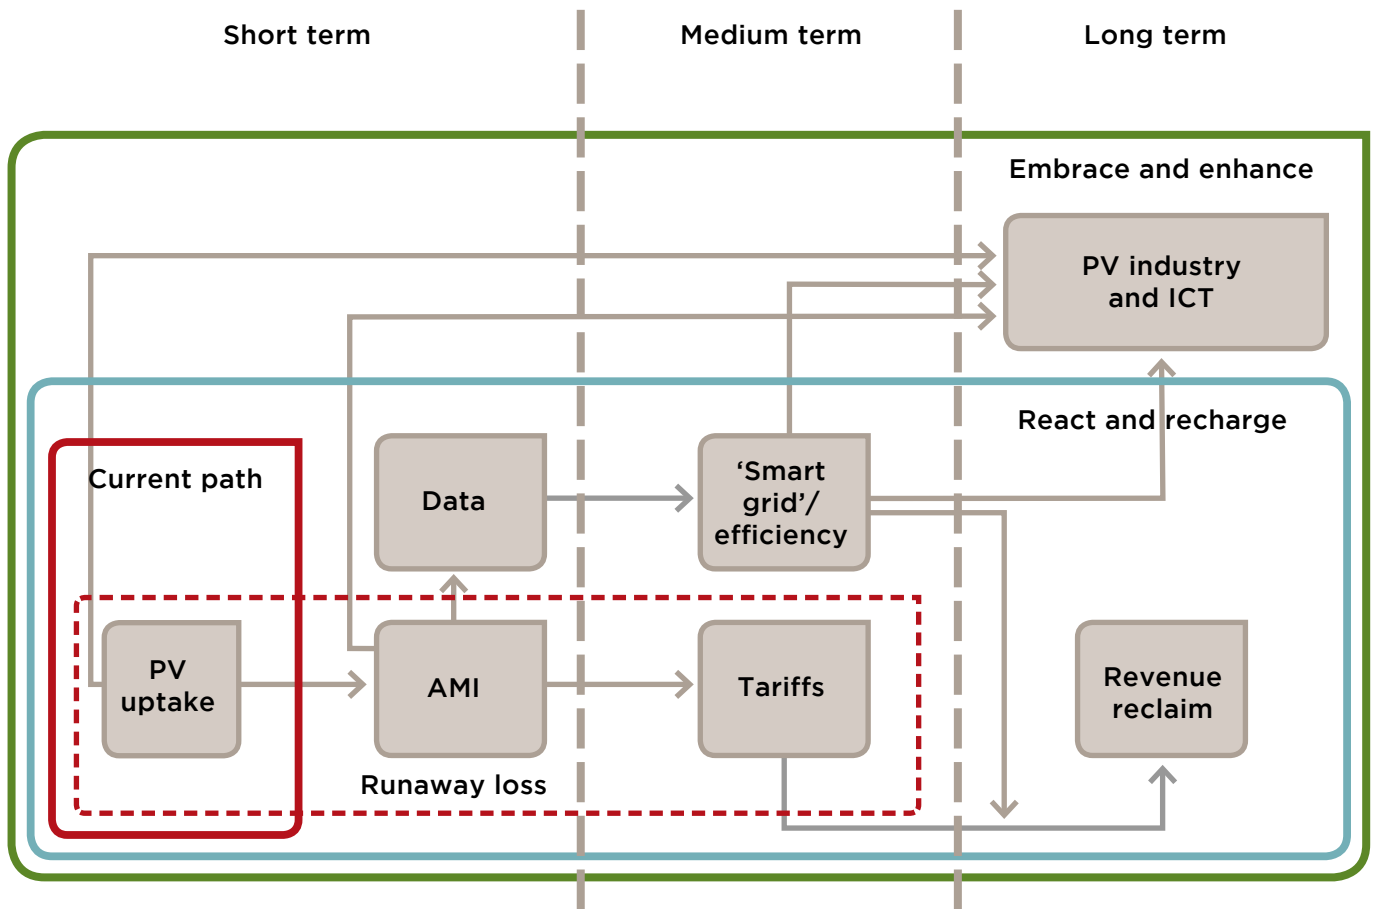 Short term
Medium term
Long term
Embrace and enhance
PV industry
and ICT
React and recharge
Current path
Data
‘Smart
grid’/
efficiency
PV
uptake
AMI
Tariffs
Revenue
reclaim
Runaway loss